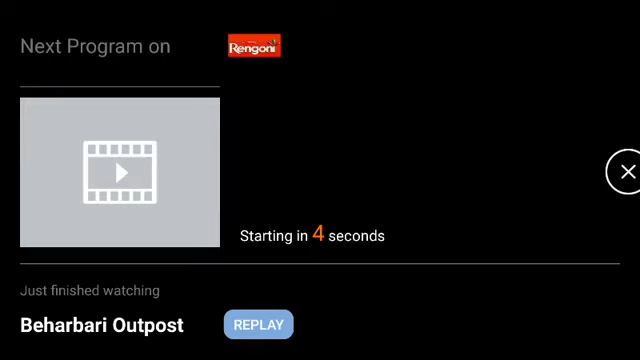 Next Program on
Rengoni
Starting in 4 seconds
Just finished watching
Beharbari Outpost
REPLAY